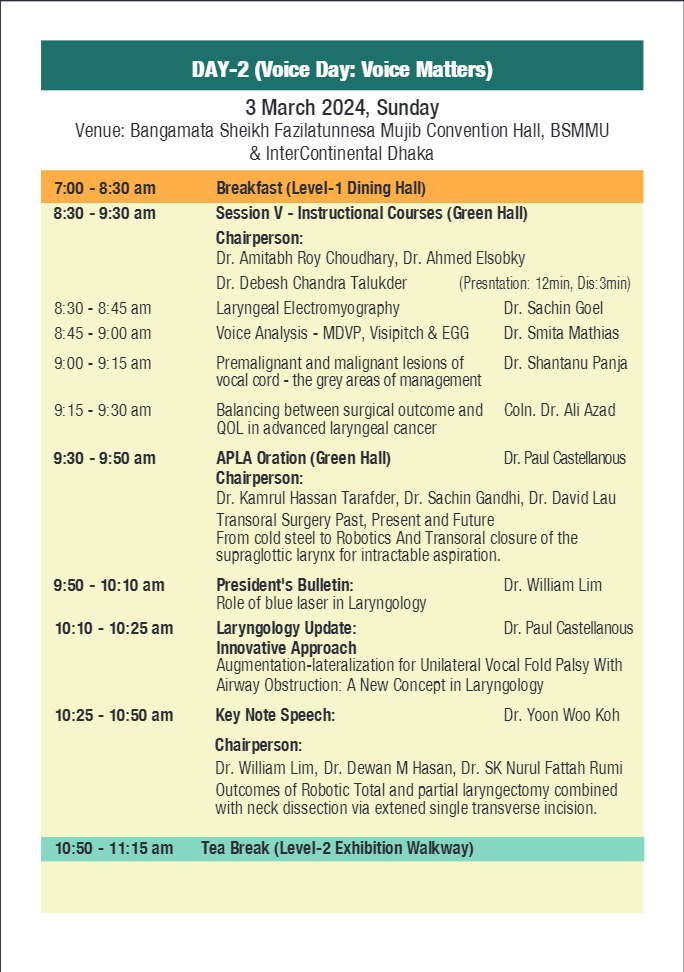 DAY-2 (Voice Day: Voice Matters)
3 March 2024, Sunday
Venue: Bangamata Sheikh Fazilatunnesa Mujib Convention Hall, BSMMU
& InterContinental Dhaka
7:00 - 8:30 am Breakfast (Level-1 Dining Hall)
8:30 - 9:30 am Session V - Instructional Courses (Green Hall)
Chairperson:
Dr. Amitabh Roy Choudhary, Dr. Ahmed Elsobky
Dr. Debesh Chandra Talukder (Presntation: 12min, Dis:3min)
8:30 - 8:45 am Laryngeal Electromyography Dr. Sachin Goel
8:45 - 9:00 am Voice Analysis - MDVP, Visipitch & EGG Dr. Smita Mathias
9:00 - 9:15 am Premalignant and malignant lesions of Dr. Shantanu Panja
vocal cord - the grey areas of management
9:15 - 9:30 am Balancing between surgical outcome and Coln. Dr. Ali Azad
QOL in advanced laryngeal cancer
9:30 - 9:50 am APLA Oration (Green Hall) Dr. Paul Castellanous
Chairperson:
Dr. Kamrul Hassan Tarafder, Dr. Sachin Gandhi, Dr. David Lau
Transoral Surgery Past, Present and Future
From cold steel to Robotics And Transoral closure of the
supraglottic larynx for intractable aspiration.
9:50 - 10:10 am President's Bulletin: Dr. William Lim
Role of blue laser in Laryngology
10:10 - 10:25 am Laryngology Update: Dr. Paul Castellanous
Innovative Approach
Augmentation-lateralization for Unilateral Vocal Fold Palsy With
Airway Obstruction: A New Concept in Laryngology
10:25 - 10:50 am Key Note Speech: Dr. Yoon Woo Koh
Chairperson:
Dr. William Lim, Dr. Dewan M Hasan, Dr. SK Nurul Fattah Rumi
Outcomes of Robotic Total and partial laryngectomy combined
with neck dissection via extened single transverse incision.
10:50 - 11:15 am Tea Break (Level-2 Exhibition Walkway)